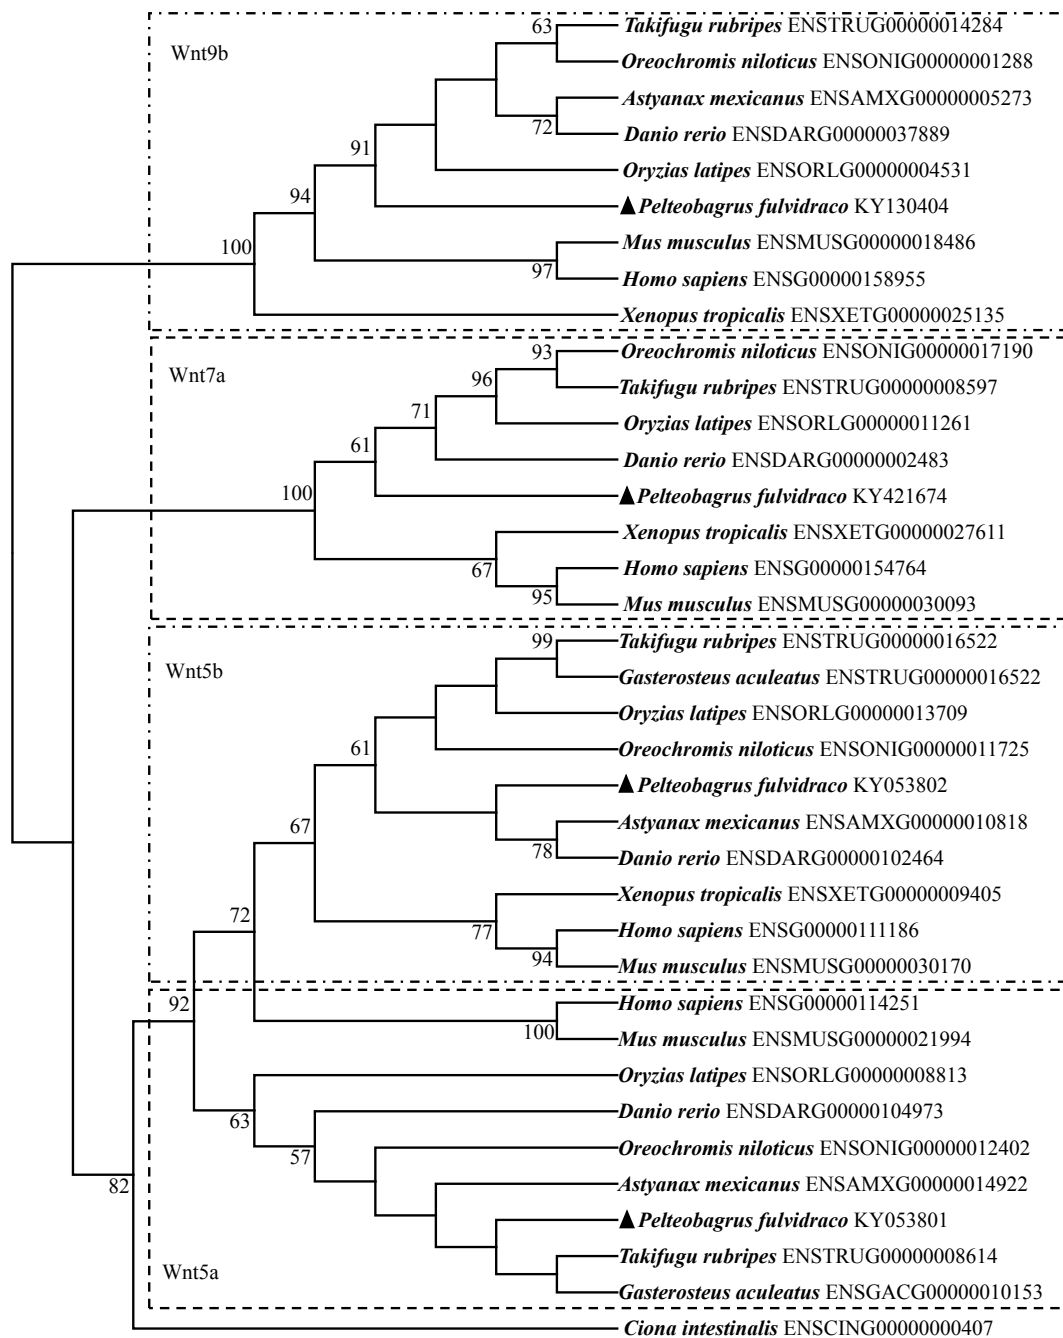 63
Takifugu rubripes ENSTRUG00000014284
Wnt9b
Oreochromis niloticus ENSONIG00000001288
Astyanax mexicanus ENSAMXG00000005273
72
Danio rerio ENSDARG00000037889
91
Oryzias latipes ENSORLG00000004531
94
▲Pelteobagrus fulvidraco KY130404
100
Mus musculus ENSMUSG00000018486
97
Homo sapiens ENSG00000158955
Xenopus tropicalis ENSXETG00000025135
93
Oreochromis niloticus ENSONIG00000017190
Wnt7a
96
Takifugu rubripes ENSTRUG00000008597
71
Oryzias latipes ENSORLG00000011261
61
Danio rerio ENSDARG00000002483
100
▲Pelteobagrus fulvidraco KY421674
Xenopus tropicalis ENSXETG00000027611
67
Homo sapiens ENSG00000154764
95
Mus musculus ENSMUSG00000030093
99
Takifugu rubripes ENSTRUG00000016522
Wnt5b
Gasterosteus aculeatus ENSTRUG00000016522
Oryzias latipes ENSORLG00000013709
61
Oreochromis niloticus ENSONIG00000011725
▲Pelteobagrus fulvidraco KY053802
67
Astyanax mexicanus ENSAMXG00000010818
78
Danio rerio ENSDARG00000102464
Xenopus tropicalis ENSXETG00000009405
72
77
Homo sapiens ENSG00000111186
94
Mus musculus ENSMUSG00000030170
92
Homo sapiens ENSG00000114251
100
Mus musculus ENSMUSG00000021994
Oryzias latipes ENSORLG00000008813
63
Danio rerio ENSDARG00000104973
57
Oreochromis niloticus ENSONIG00000012402
82
Astyanax mexicanus ENSAMXG00000014922
▲Pelteobagrus fulvidraco KY053801
Takifugu rubripes ENSTRUG00000008614
Wnt5a
Gasterosteus aculeatus ENSGACG00000010153
Ciona intestinalis ENSCING00000000407